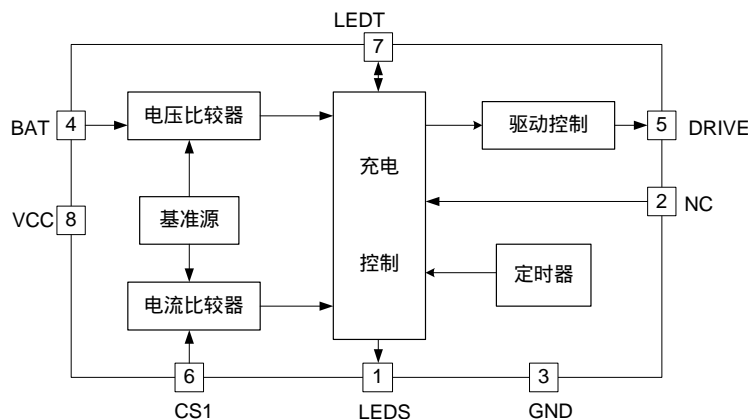 LEDT
7
BAT
4
电压比较器
充电
控制
驱动控制
5
DRIVE
2
NC
VCC
8
基准源
定时器
电流比较器
6
CS1
1
LEDS
3
GND